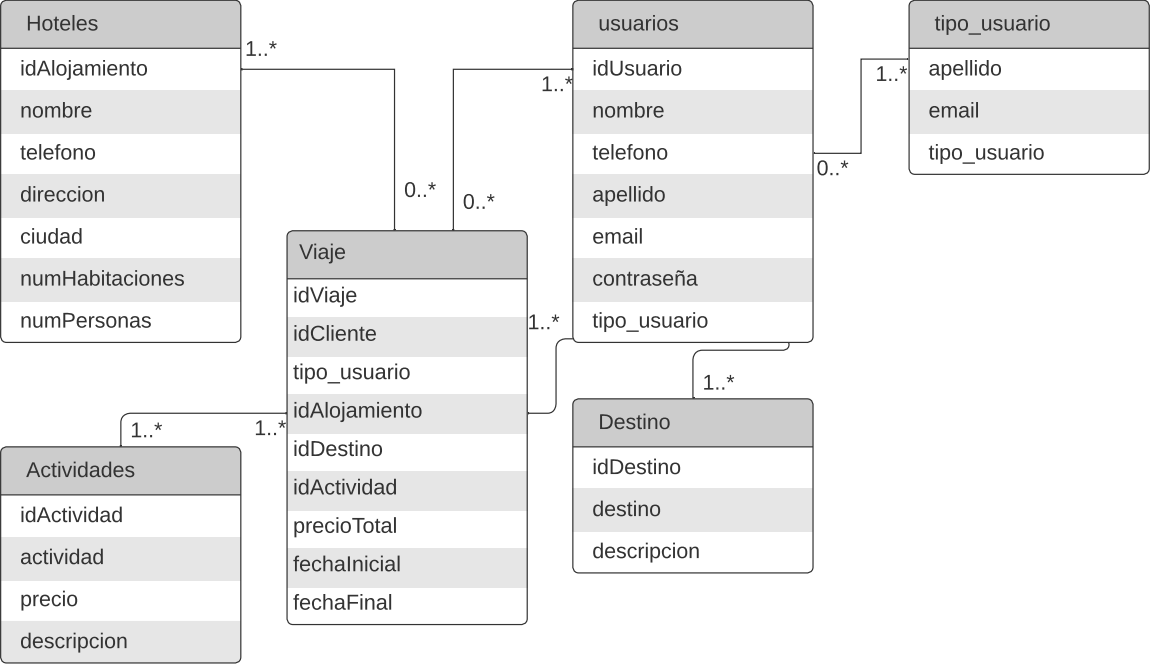 Hoteles
idAlojamiento
nombre
telefono
direccion
ciudad
numHabitaciones
numPersonas
1..*
0..*
usuarios
idUsuario
nombre
telefono
apellido
email
contraseña
tipo_usuario
1..*
0..*
tipo_usuario
apellido
email
tipo_usuario
1..*
0..*
Viaje
idViaje
idCliente
tipo_usuario
idAlojamiento
idDestino
idActividad
precioTotal
fechaInicial
fechaFinal
1..*
1..*
1..*
Actividades
idActividad
actividad
precio
descripcion
1..*
Destino
idDestino
destino
descripcion